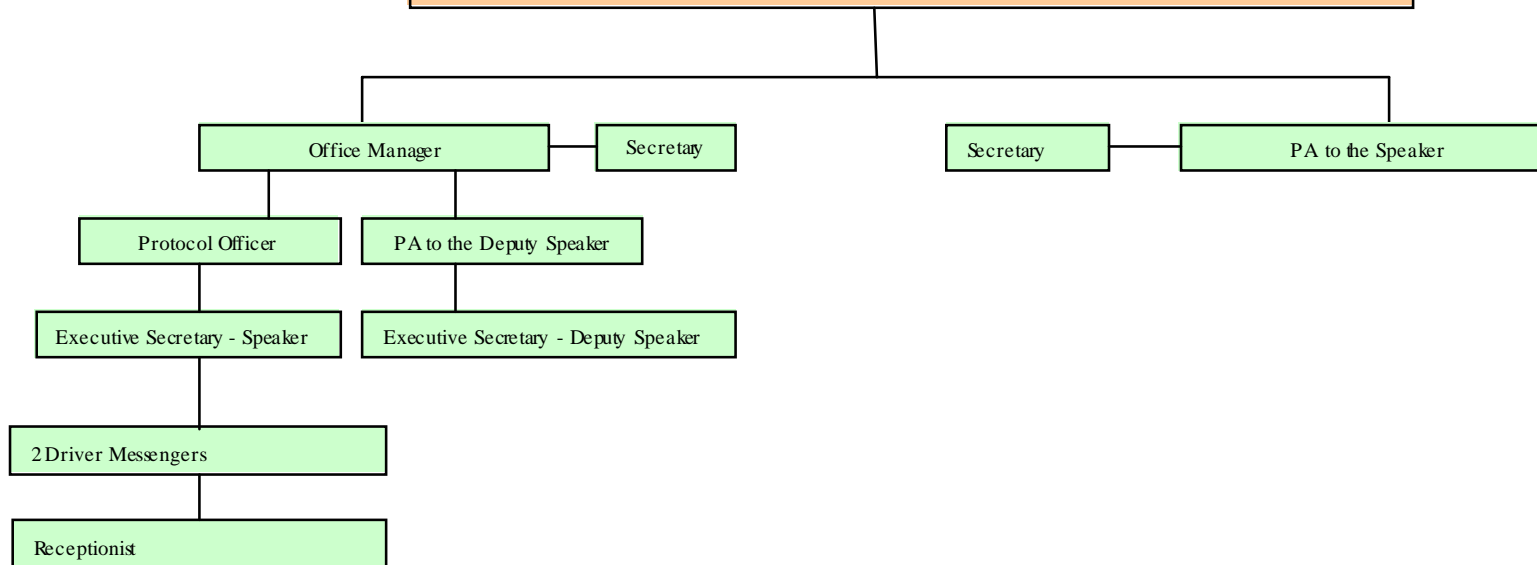 Office Manager
Secretary
Secretary
PA to the Speaker
Protocol Officer
PA to the Deputy Speaker
Executive Secretary - Speaker
Executive Secretary - Deputy Speaker
2 Driver Messengers
Receptionist